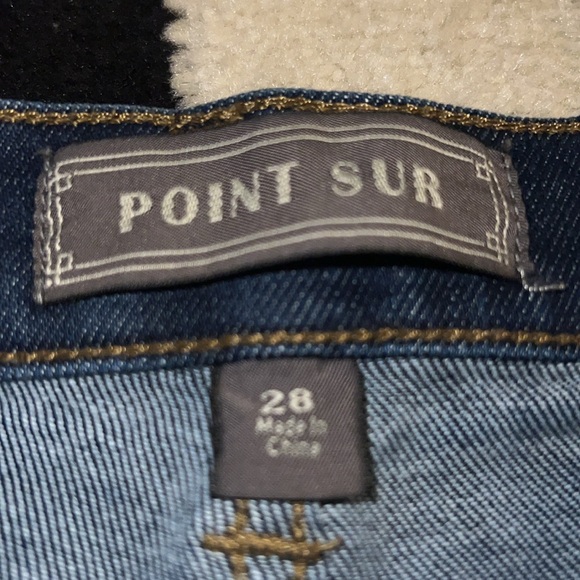 POINT SUR
28
Made In
China